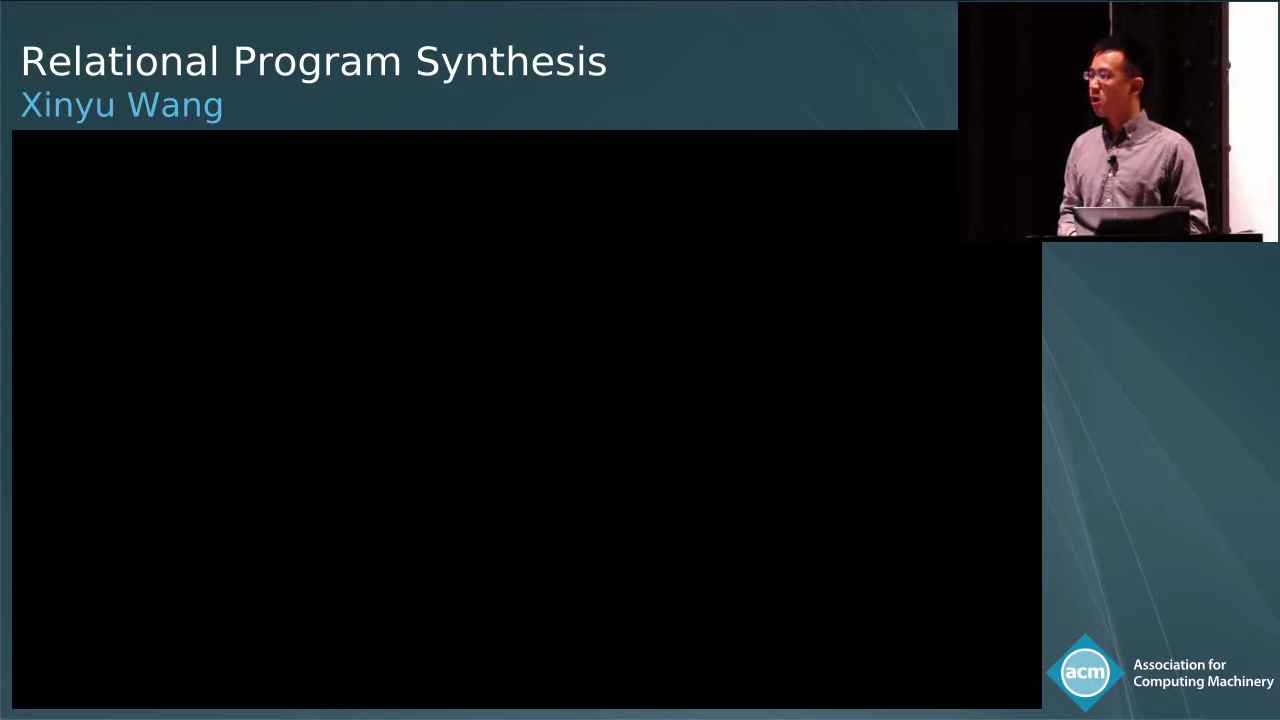 Relational Program Synthesis
Xinyu Wang
acm
Association for
Computing Machinery